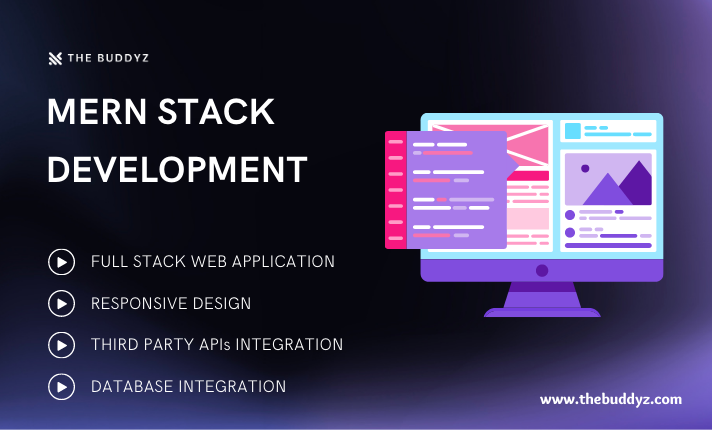 THE BUDDYZ
MERN STACK
DEVELOPMENT
FULL STACK WEB APPLICATION
RESPONSIVE DESIGN
THIRD PARTY APIs INTEGRATION
DATABASE INTEGRATION
www.thebuddyz.com